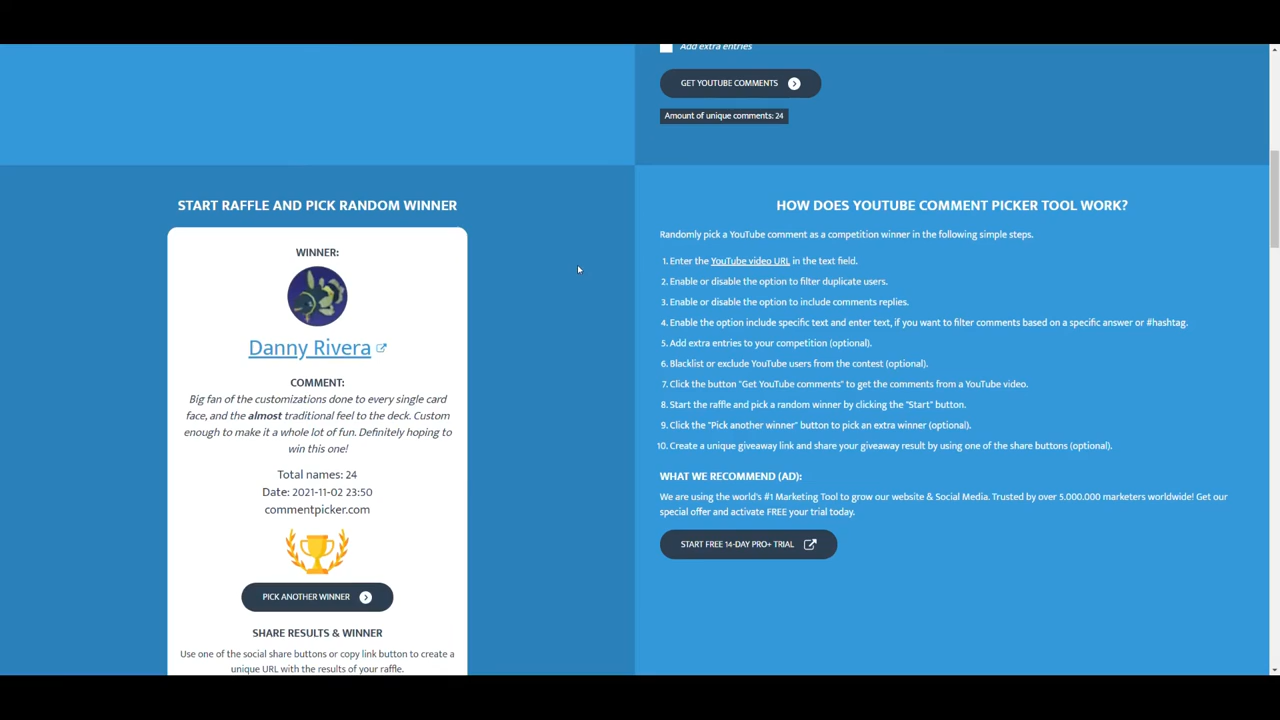 Add extra entries
GET YOUTUBE COMMENTS
Amount of unique comments: 24
START RAFFLE AND PICK RANDOM WINNER
WINNER:
Danny Rivera
COMMENT:
Big fan of the customizations done to every single card
face, and the almost traditional feel to the deck. Custom
enough to make it a whole lot of fun. Definitely hoping to
win this one!
Total names: 24
Date: 2021-11-02 23:50
commentpicker.com
PICK ANOTHER WINNER
SHARE RESULTS & WINNER
Use one of the social share buttons or copy link button to create a
unique URL with the results of your raffle.
HOW DOES YOUTUBE COMMENT PICKER TOOL WORK?
Randomly pick a YouTube comment as a competition winner in the following simple steps.
1. Enter the YouTube video URL in the text field.
2. Enable or disable the option to filter duplicate users.
3. Enable or disable the option to include comments replies.
4. Enable the option include specific text and enter text, if you want to filter comments based on a specific answer or #hashtag.
5. Add extra entries to your competition (optional).
6. Blacklist or exclude YouTube users from the contest (optional).
7. Click the button "Get YouTube comments" to get the comments from a YouTube video.
8. Start the raffle and pick a random winner by clicking the "Start" button.
9. Click the "Pick another winner" button to pick an extra winner (optional).
10. Create a unique giveaway link and share your giveaway result by using one of the share buttons (optional).
WHAT WE RECOMMEND (AD):
We are using the world's #1 Marketing Tool to grow our website & Social Media. Trusted by over 5.000.000 marketers worldwide! Get our
special offer and activate FREE your trial today.
START FREE 14-DAY PRO+ TRIAL